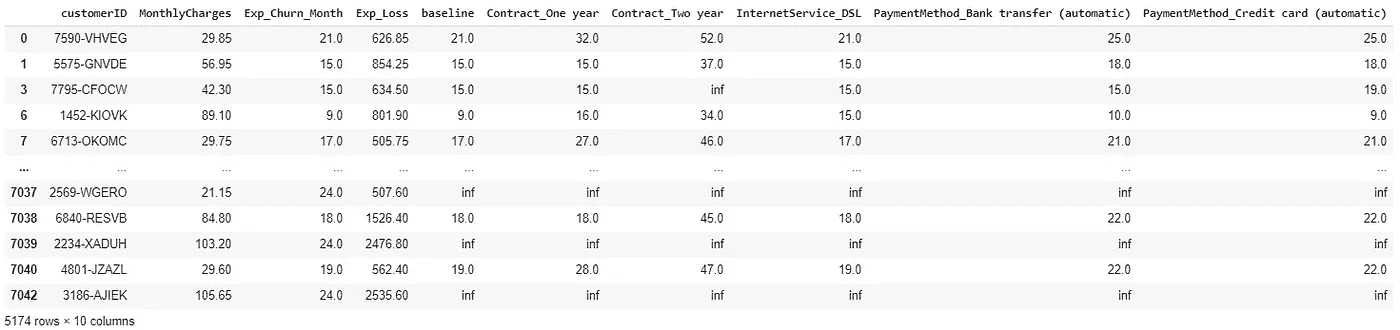 customerID MonthlyCharges Exp_Churn_Month Exp_Loss baseline Contract_One year Contract_Two year InternetService_DSL PaymentMethod_Bank transfer (automatic) PaymentMethod_Credit card (automatic)
0 7590-VHVEG 29.85 21.0 626.85 21.0 32.0 52.0 21.0 25.0 25.0
1 5575-GNVDE 56.95 15.0 854.25 15.0 15.0 37.0 15.0 18.0 18.0
3 7795-CFOCW 42.30 15.0 634.50 15.0 15.0 inf 15.0 15.0 19.0
6 1452-KIOVK 89.10 9.0 801.90 9.0 16.0 34.0 15.0 10.0 9.0
7 6713-OKOMC 29.75 17.0 505.75 17.0 27.0 46.0 17.0 21.0 21.0
... ... ... ... ... ... ... ... ... ... ...
7037 2569-WGERO 21.15 24.0 507.60 inf inf inf inf inf inf
7038 6840-RESVB 84.80 18.0 1526.40 18.0 18.0 45.0 18.0 22.0 22.0
7039 2234-XADUH 103.20 24.0 2476.80 inf inf inf inf inf inf
7040 4801-JZAZL 29.60 19.0 562.40 19.0 28.0 47.0 19.0 22.0 22.0
7042 3186-AJIEK 105.65 24.0 2535.60 inf inf inf inf inf inf
5174 rows × 10 columns